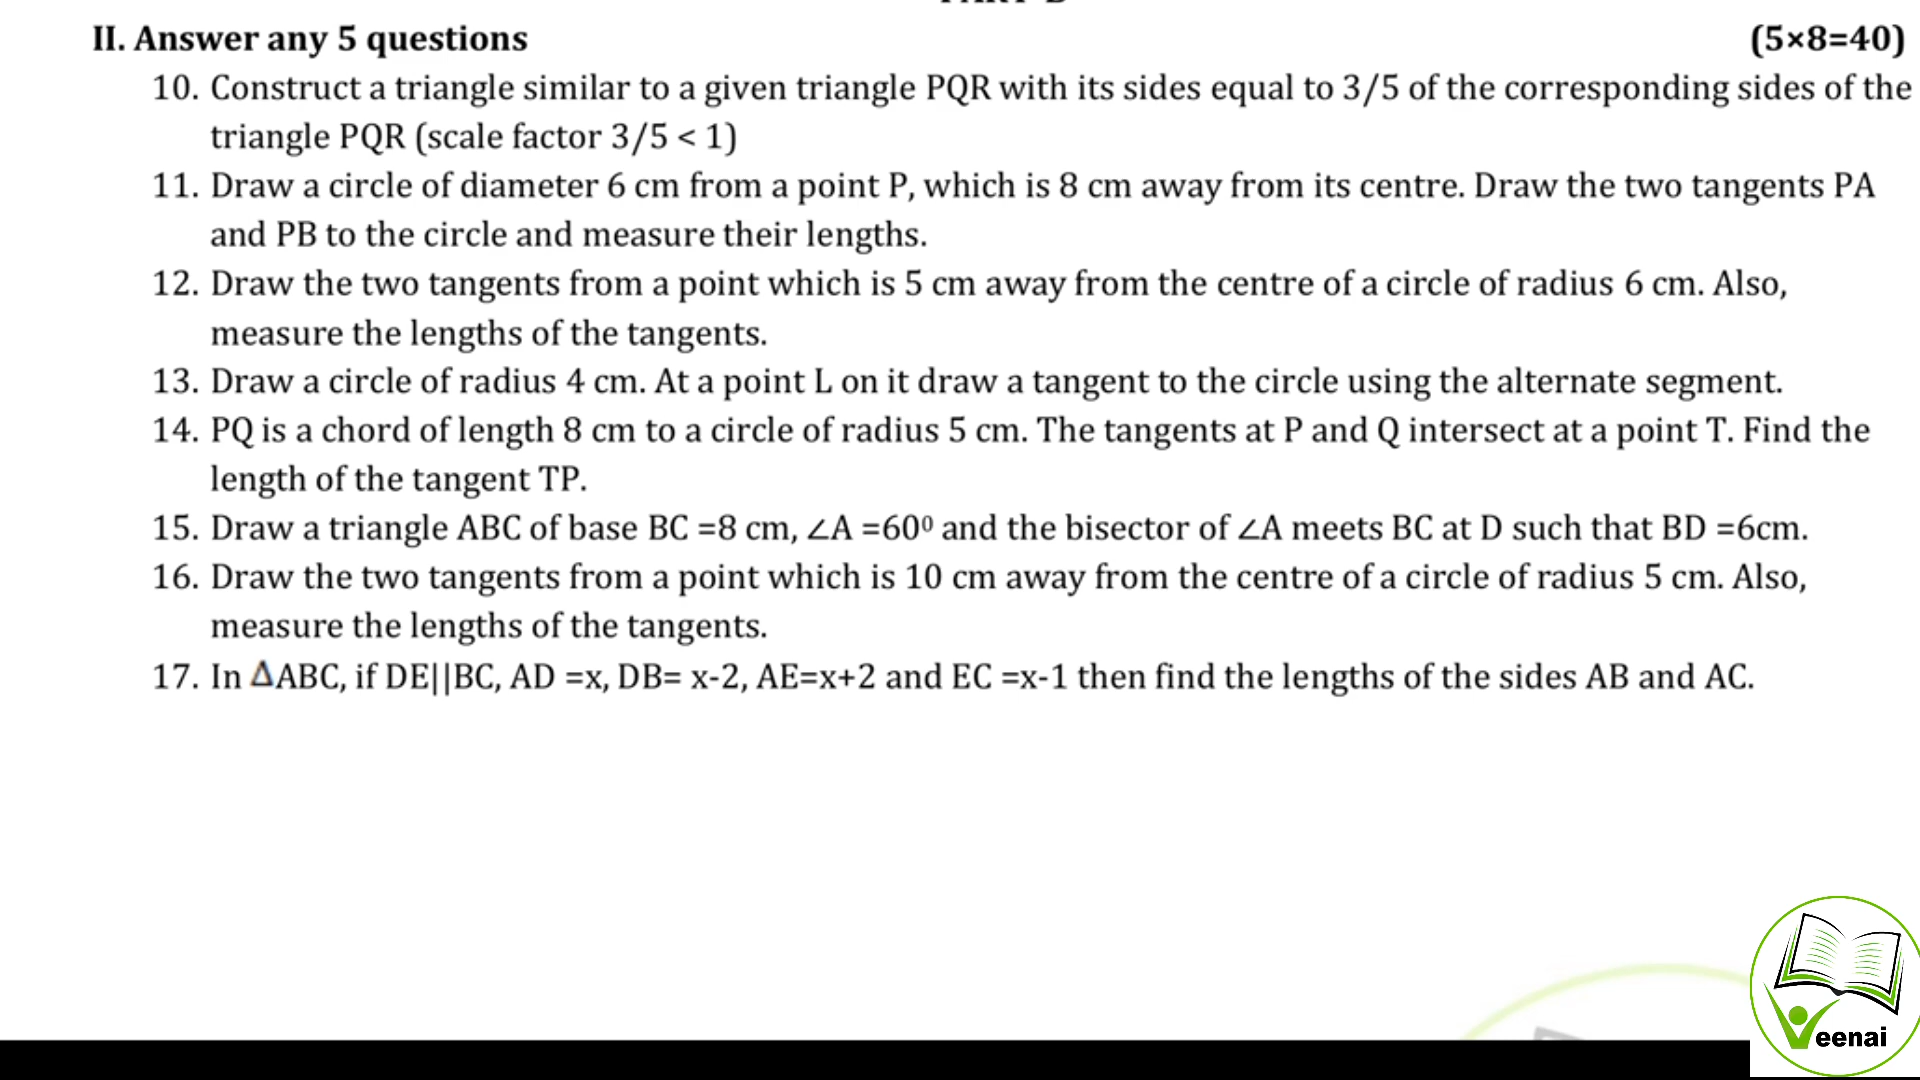 II. Answer any 5 questions (5×8=40)
10. Construct a triangle similar to a given triangle PQR with its sides equal to 3/5 of the corresponding sides of the
triangle PQR (scale factor 3/5 < 1)
11. Draw a circle of diameter 6 cm from a point P, which is 8 cm away from its centre. Draw the two tangents PA
and PB to the circle and measure their lengths.
12. Draw the two tangents from a point which is 5 cm away from the centre of a circle of radius 6 cm. Also,
measure the lengths of the tangents.
13. Draw a circle of radius 4 cm. At a point L on it draw a tangent to the circle using the alternate segment.
14. PQ is a chord of length 8 cm to a circle of radius 5 cm. The tangents at P and Q intersect at a point T. Find the
length of the tangent TP.
15. Draw a triangle ABC of base BC =8 cm, ∠A =60⁰ and the bisector of ∠A meets BC at D such that BD =6cm.
16. Draw the two tangents from a point which is 10 cm away from the centre of a circle of radius 5 cm. Also,
measure the lengths of the tangents.
17. In ΔABC, if DE||BC, AD =x, DB= x-2, AE=x+2 and EC =x-1 then find the lengths of the sides AB and AC.
Veenai